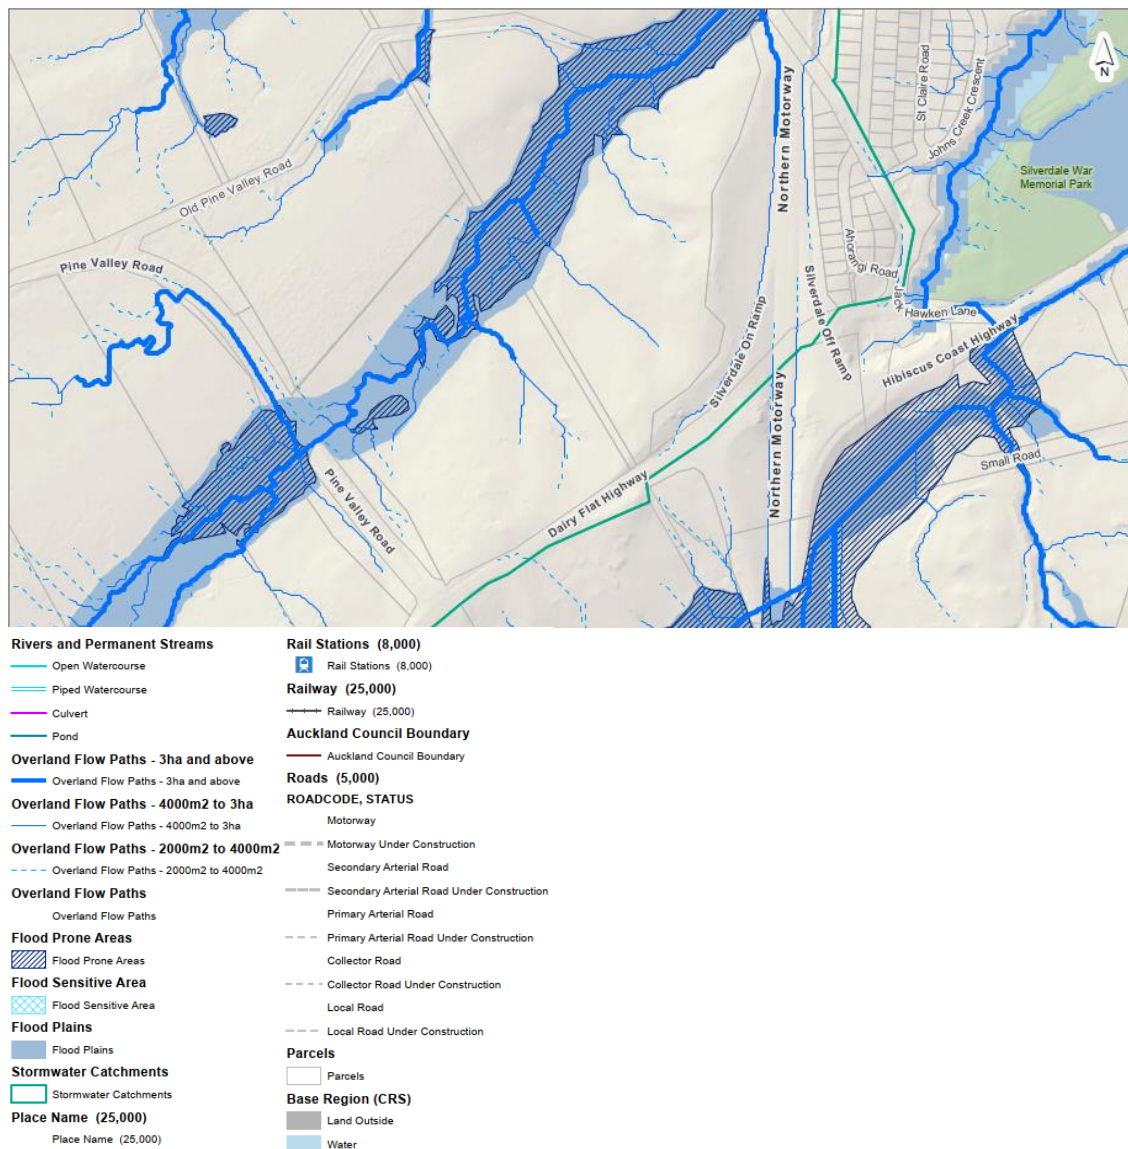 N
St Claire Road
Johns Creek Crescent
Silverdale War
Memorial Park
Northern Motorway
Old Pine Valley Road
Pine Valley Road
Ahorangi Road
Jack
Hawken Lane
Silverdale Off Ramp
Silverdale On Ramp
Hibiscus Coast Highway
Northern Motorway
Small Road
Dairy Flat Highway
Pine Valley Road
Rivers and Permanent Streams
Open Watercourse
Piped Watercourse
Culvert
Pond
Overland Flow Paths - 3ha and above
Overland Flow Paths - 3ha and above
Overland Flow Paths - 4000m2 to 3ha
Overland Flow Paths - 4000m2 to 3ha
Overland Flow Paths - 2000m2 to 4000m2
Overland Flow Paths - 2000m2 to 4000m2
Overland Flow Paths
Overland Flow Paths
Flood Prone Areas
Flood Prone Areas
Flood Sensitive Area
Flood Sensitive Area
Flood Plains
Flood Plains
Stormwater Catchments
Stormwater Catchments
Place Name (25,000)
Place Name (25,000)
Rail Stations (8,000)
Rail Stations (8,000)
Railway (25,000)
Railway (25,000)
Auckland Council Boundary
Auckland Council Boundary
Roads (5,000)
ROADCODE, STATUS
Motorway
Motorway Under Construction
Secondary Arterial Road
Secondary Arterial Road Under Construction
Primary Arterial Road
Primary Arterial Road Under Construction
Collector Road
Collector Road Under Construction
Local Road
Local Road Under Construction
Parcels
Parcels
Base Region (CRS)
Land Outside
Water